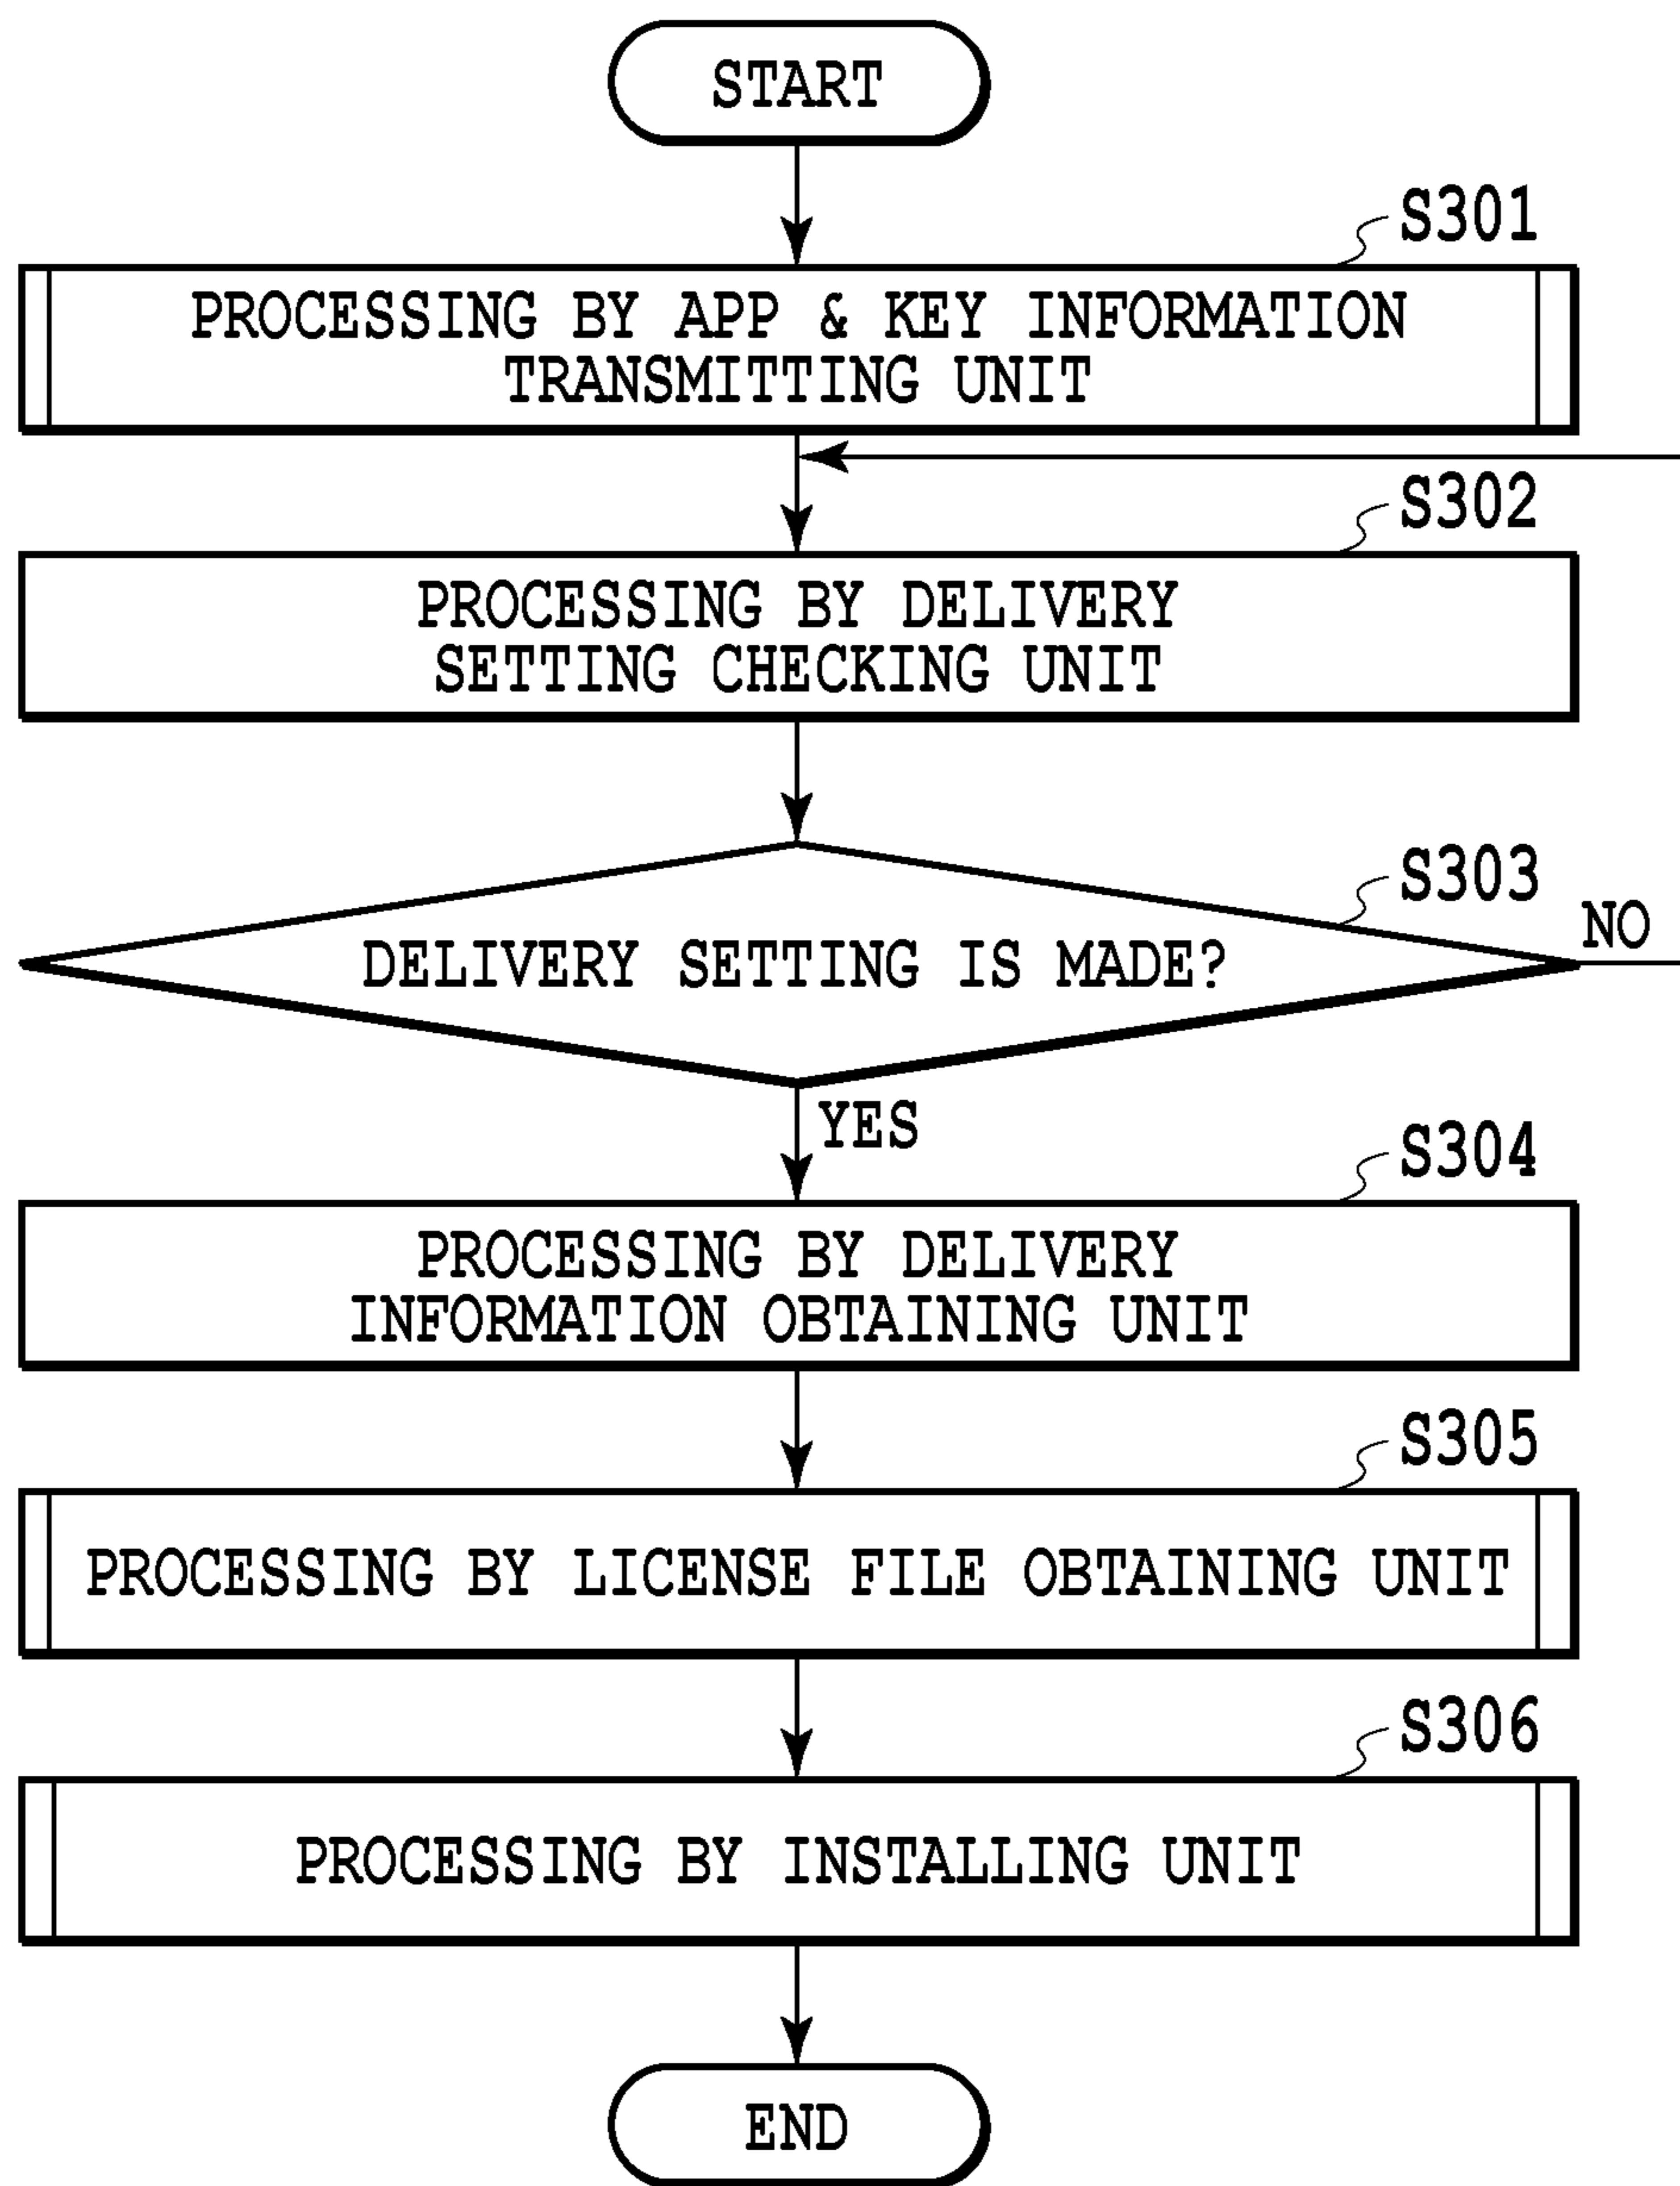 START
S301
PROCESSING BY APP & KEY INFORMATION
TRANSMITTING UNIT
S302
PROCESSING BY DELIVERY
SETTING CHECKING UNIT
S303
DELIVERY SETTING IS MADE?
NO
YES
S304
PROCESSING BY DELIVERY
INFORMATION OBTAINING UNIT
S305
PROCESSING BY LICENSE FILE OBTAINING UNIT
S306
PROCESSING BY INSTALLING UNIT
END